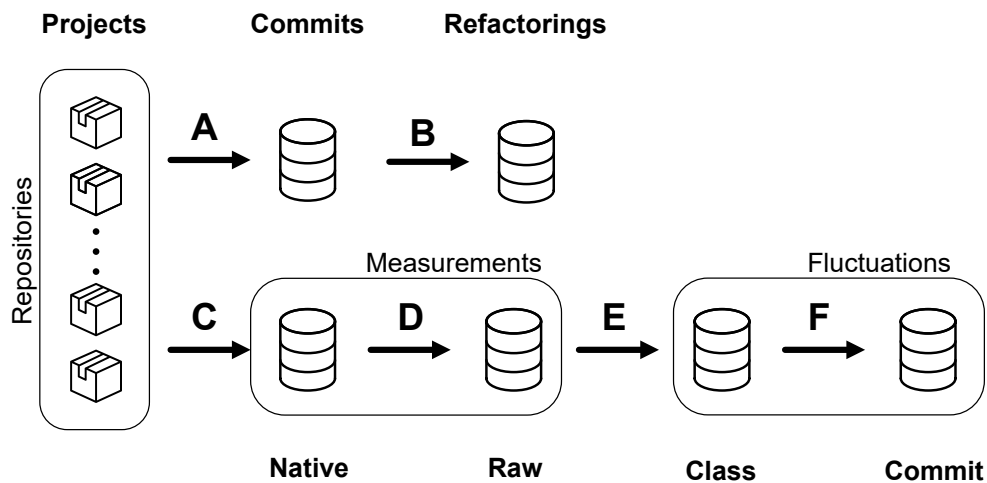 Projects
Commits
Refactorings
Repositories
A
B
Measurements
Fluctuations
C
D
E
F
Native
Raw
Class
Commit